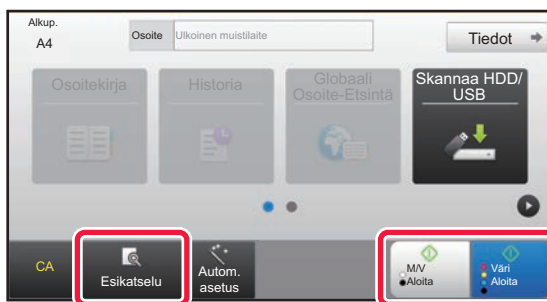 Alkup.
A4
Osoite
Ulkoinen muistilaite
Tiedot
Osoitekirja
Historia
Globaali
Osoite-Etsintä
Skannaa HDD/
USB
CA
Esikatselu
Autom.
asetus
M/V
Aloita
Väri
Aloita